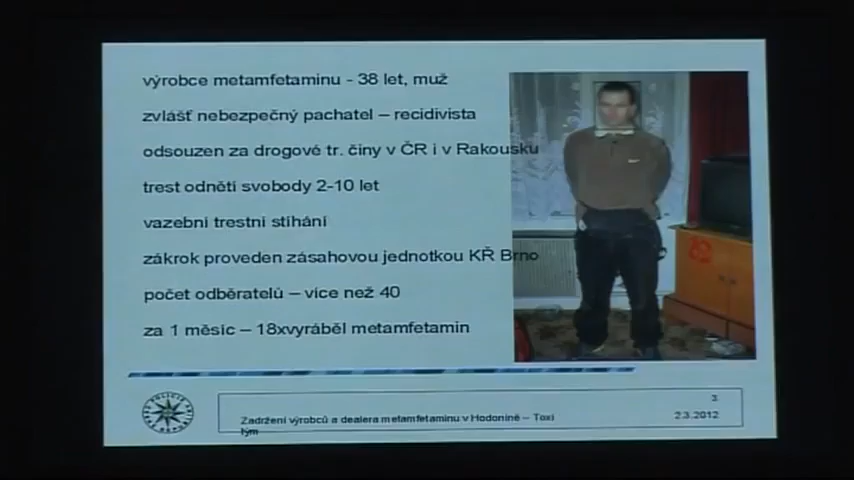 výrobce metamfetaminu - 38 let, muž
zvlášť nebezpečný pachatel – recidivista
odsouzen za drogové tr. činy v ČR i v Rakousku
trest odnětí svobody 2-10 let
vazební trestní stíhání
zákrok proveden zásahovou jednotkou KŘ Brno
počet odběratelů – více než 40
za 1 měsíc – 18xvyráběl metamfetamin
3
Zadržení výrobců a dealera metamfetaminu v Hodoníně – Toxi
2.3.2012
tým